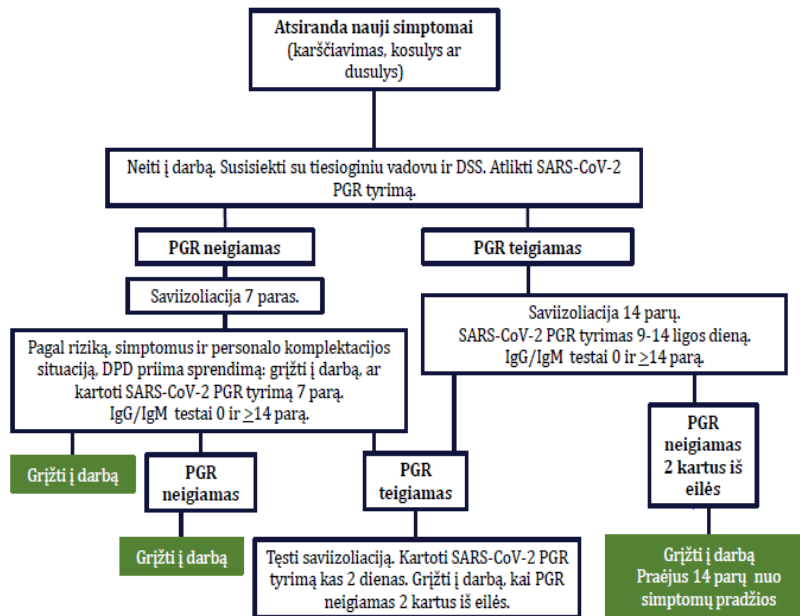 Atsiranda nauji simptomai
(karščiavimas, kosulys ar
dusulys)
Neiti į darbą. Susisiekti su tiesioginiu vadovu ir DSS. Atlikti SARS-CoV-2
PGR tyrimą.
PGR neigiamas
PGR teigiamas
Saviizoliacija 7 paras.
Saviizoliacija 14 parų.
SARS-CoV-2 PGR tyrimas 9-14 ligos dieną.
IgG/IgM testai 0 ir ≥14 parą.
Pagal riziką, simptomus ir personalo komplektacijos
situaciją, DPD priima sprendimą: grįžti į darbą, ar
kartoti SARS-CoV-2 PGR tyrimą 7 parą.
IgG/IgM testai 0 ir ≥14 parą.
Grįžti į darbą
PGR
neigiamas
PGR
teigiamas
PGR
neigiamas
2 kartus iš
eilės
Grįžti į darbą
Tęsti saviizoliaciją. Kartoti SARS-CoV-2 PGR
tyrimą kas 2 dienas. Grįžti į darbą, kai PGR
neigiamas 2 kartus iš eilės.
Grįžti į darbą
Praėjus 14 parų nuo
simptomų pradžios